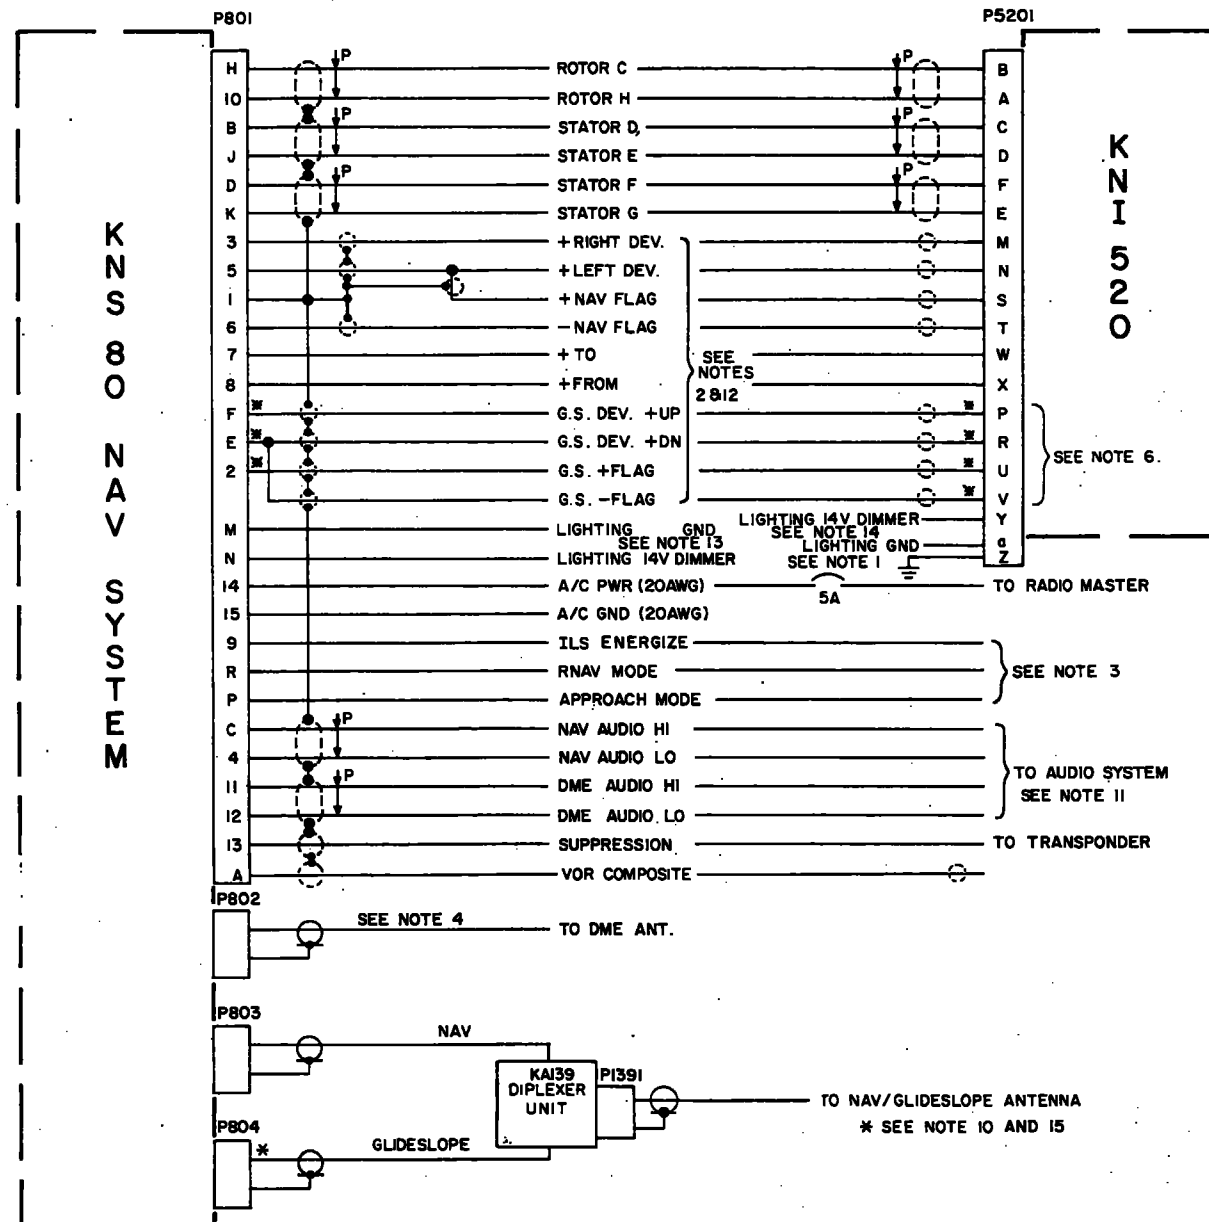 P801 P5201
H P ROTOR C P B
10 ROTOR H A
B P STATOR D, P C
J STATOR E D
D P STATOR F P F
K STATOR G E
3 +RIGHT DEV. M
5 +LEFT DEV. N
1 +NAV FLAG S
6 -NAV FLAG T
7 +TO W
8 +FROM X
SEE
NOTES
2 & 12
F * G.S. DEV. +UP * P
E * G.S. DEV. +DN * R
2 * G.S. +FLAG * U
G.S. -FLAG * V
SEE NOTE 6.
LIGHTING 14V DIMMER Y
M LIGHTING GND
SEE NOTE 13
SEE NOTE 14
LIGHTING GND a
N LIGHTING 14V DIMMER
SEE NOTE 1 Z
14 A/C PWR (20AWG) 5A TO RADIO MASTER
15 A/C GND (20AWG)
9 ILS ENERGIZE
R RNAV MODE SEE NOTE 3
P APPROACH MODE
C P NAV AUDIO HI
4 NAV AUDIO LO
11 P DME AUDIO HI
12 DME AUDIO LO
TO AUDIO SYSTEM
SEE NOTE 11
13 SUPPRESSION TO TRANSPONDER
A VOR COMPOSITE
KNS 80 NAV SYSTEM
KNI 520
P802
SEE NOTE 4 TO DME ANT.
P803
NAV
KA139
DIPLEXER
UNIT
P1391
TO NAV/GLIDESLOPE ANTENNA
* SEE NOTE 10 AND 15
P804
* GLIDESLOPE